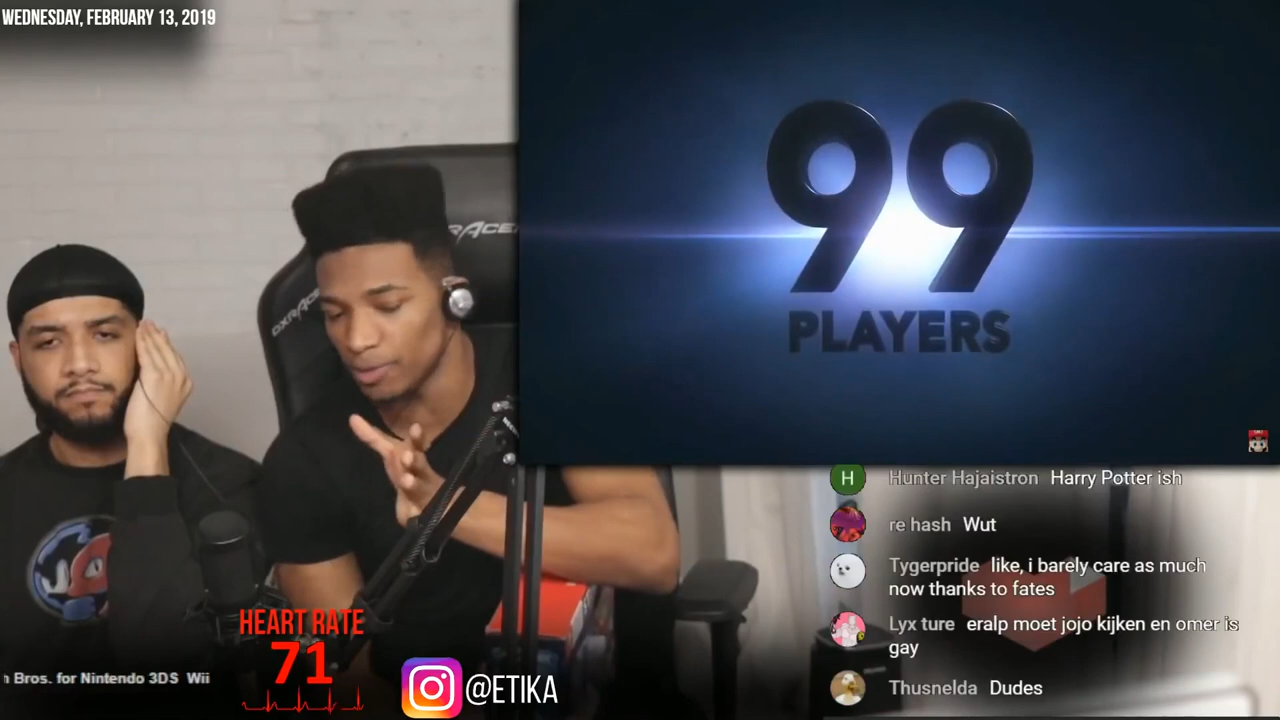 WEDNESDAY, FEBRUARY 13, 2019
DXRACER
99
PLAYERS
Hunter Hajaistron Harry Potter ish
re hash Wut
Tygerpride like, i barely care as much
now thanks to fates
Lyx ture eralp moet jojo kijken en omer is
gay
Thusnelda Dudes
H
HEART RATE
71
Bros. for Nintendo 3DS Wii
@ETIKA